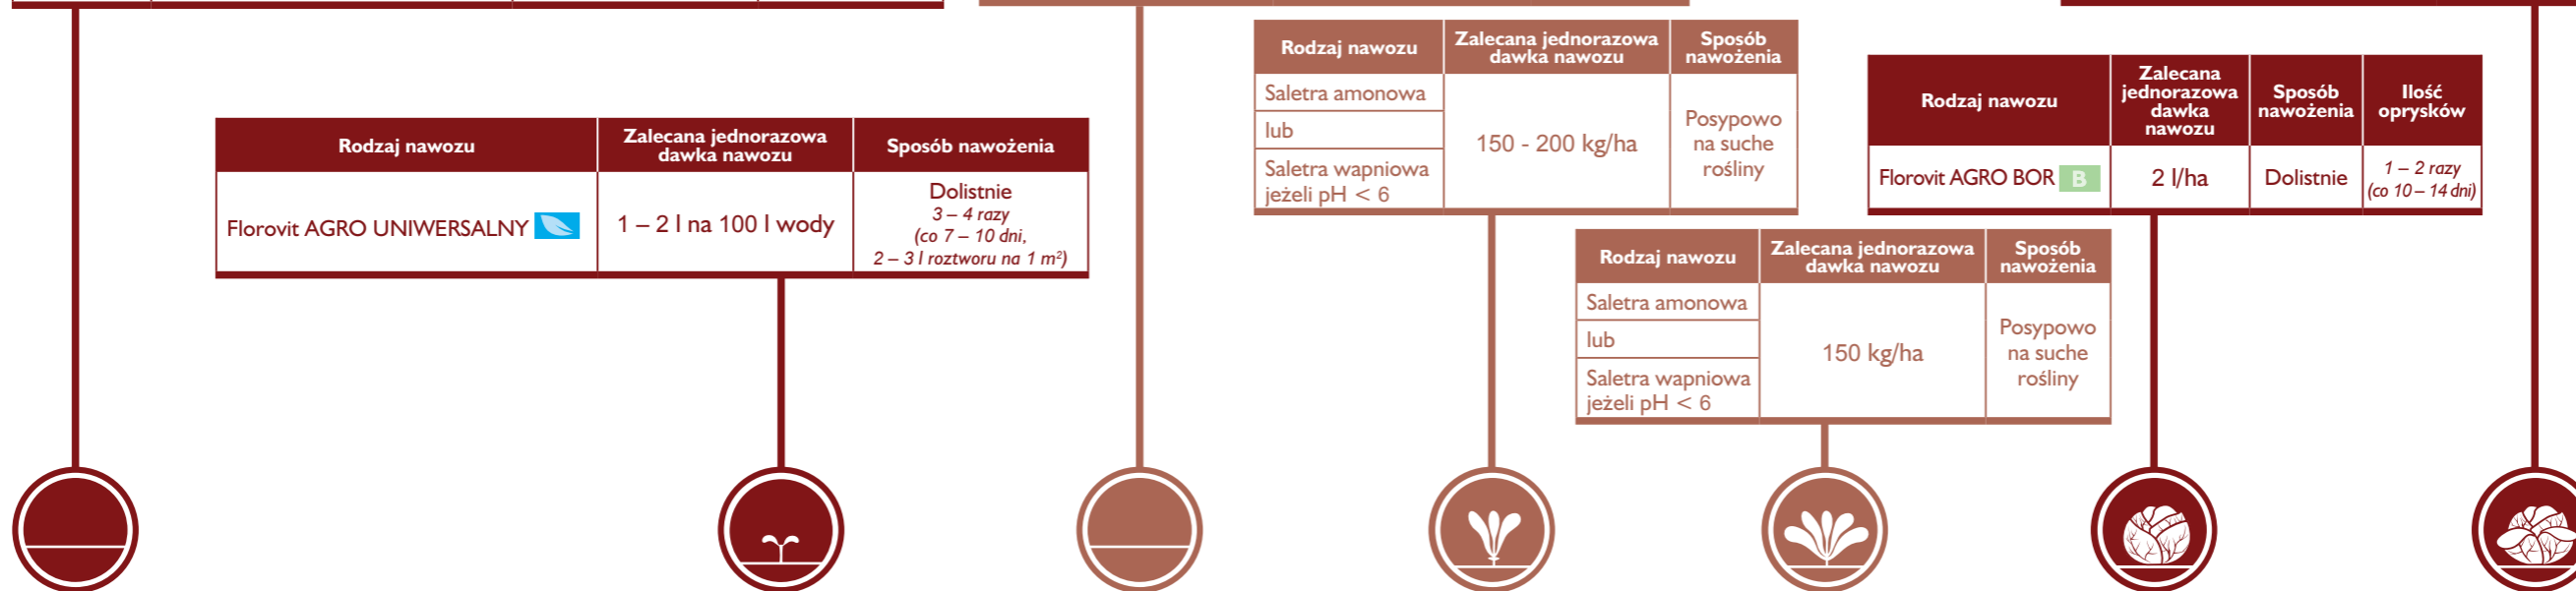 Rodzaj nawozu
Zalecana jednorazowa
dawka nawozu
Sposób nawożenia
Florovit AGRO UNIWERSALNY
1 – 2 l na 100 l wody
Dolistnie
3 – 4 razy
(co 7 – 10 dni,
2 – 3 l roztworu na 1 m²)
Rodzaj nawozu
Zalecana jednorazowa
dawka nawozu
Sposób
nawożenia
Saletra amonowa
lub
Saletra wapniowa
jeżeli pH < 6
150 - 200 kg/ha
Posypowo
na suche
rośliny
Rodzaj nawozu
Zalecana jednorazowa
dawka nawozu
Sposób
nawożenia
Saletra amonowa
lub
Saletra wapniowa
jeżeli pH < 6
150 kg/ha
Posypowo
na suche
rośliny
Rodzaj nawozu
Zalecana
jednorazowa
dawka
nawozu
Sposób
nawożenia
Ilość
oprysków
Florovit AGRO BOR B
2 l/ha
Dolistnie
1 – 2 razy
(co 10 – 14 dni)